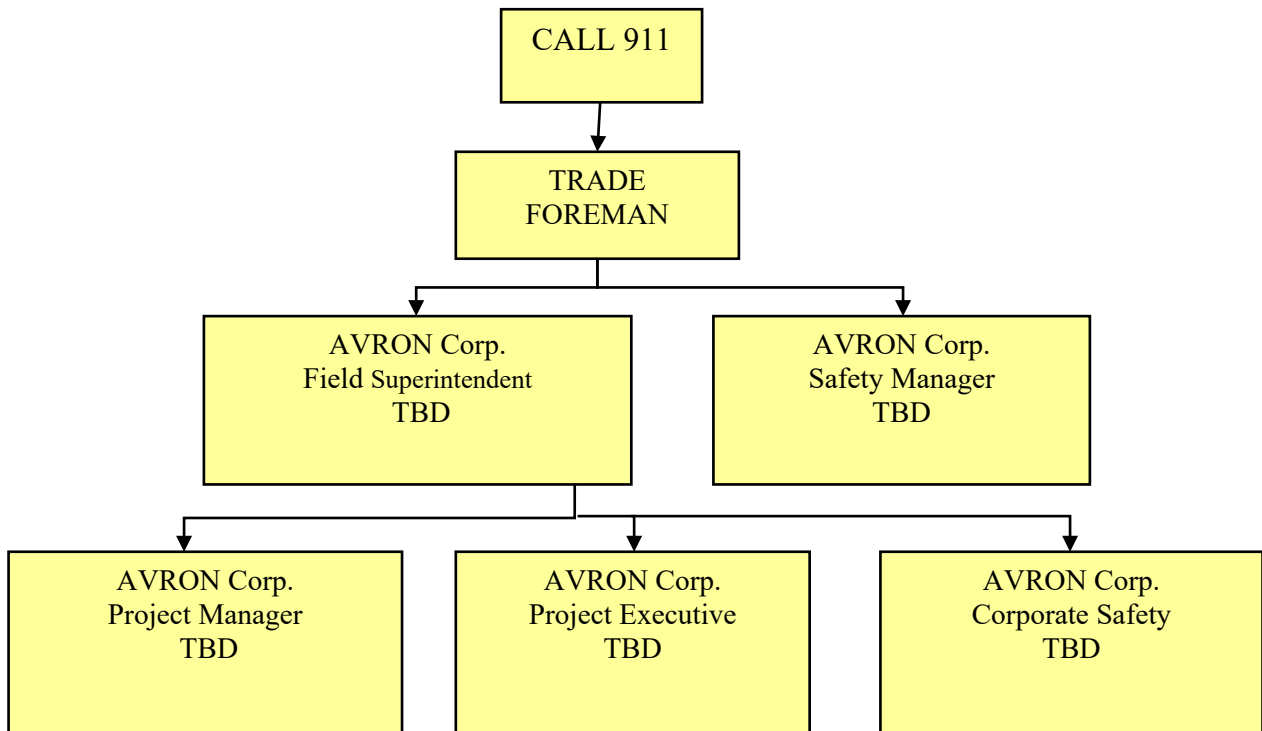 CALL 911
TRADE
FOREMAN
AVRON Corp.
Field Superintendent
TBD
AVRON Corp.
Safety Manager
TBD
AVRON Corp.
Project Manager
TBD
AVRON Corp.
Project Executive
TBD
AVRON Corp.
Corporate Safety
TBD